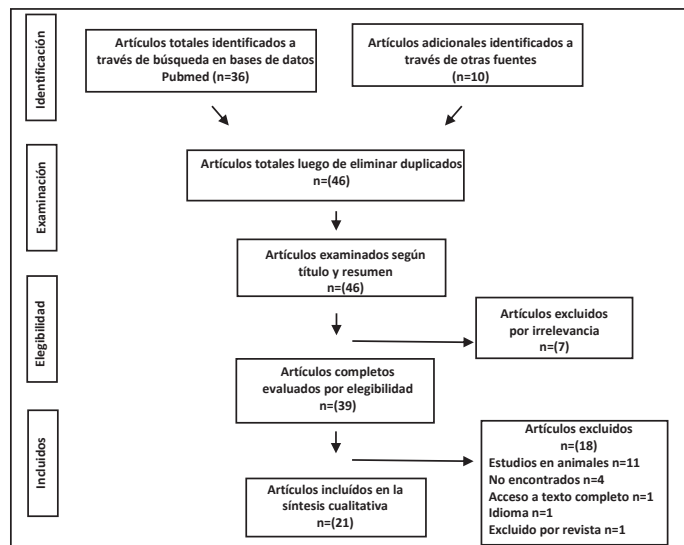 Identificación
Artículos totales identificados a
través de búsqueda en bases de datos
Pubmed (n=36)
Artículos adicionales identificados a
través de otras fuentes
(n=10)
Examinación
Artículos totales luego de eliminar duplicados
n=(46)
Artículos examinados según
título y resumen
n=(46)
Elegibilidad
Artículos excluidos
por irrelevancia
n=(7)
Artículos completos
evaluados por elegibilidad
n=(39)
Incluidos
Artículos excluidos
n=(18)
Estudios en animales n=11
No encontrados n=4
Acceso a texto completo n=1
Idioma n=1
Excluido por revista n=1
Artículos incluídos en la
síntesis cualitativa
n=(21)